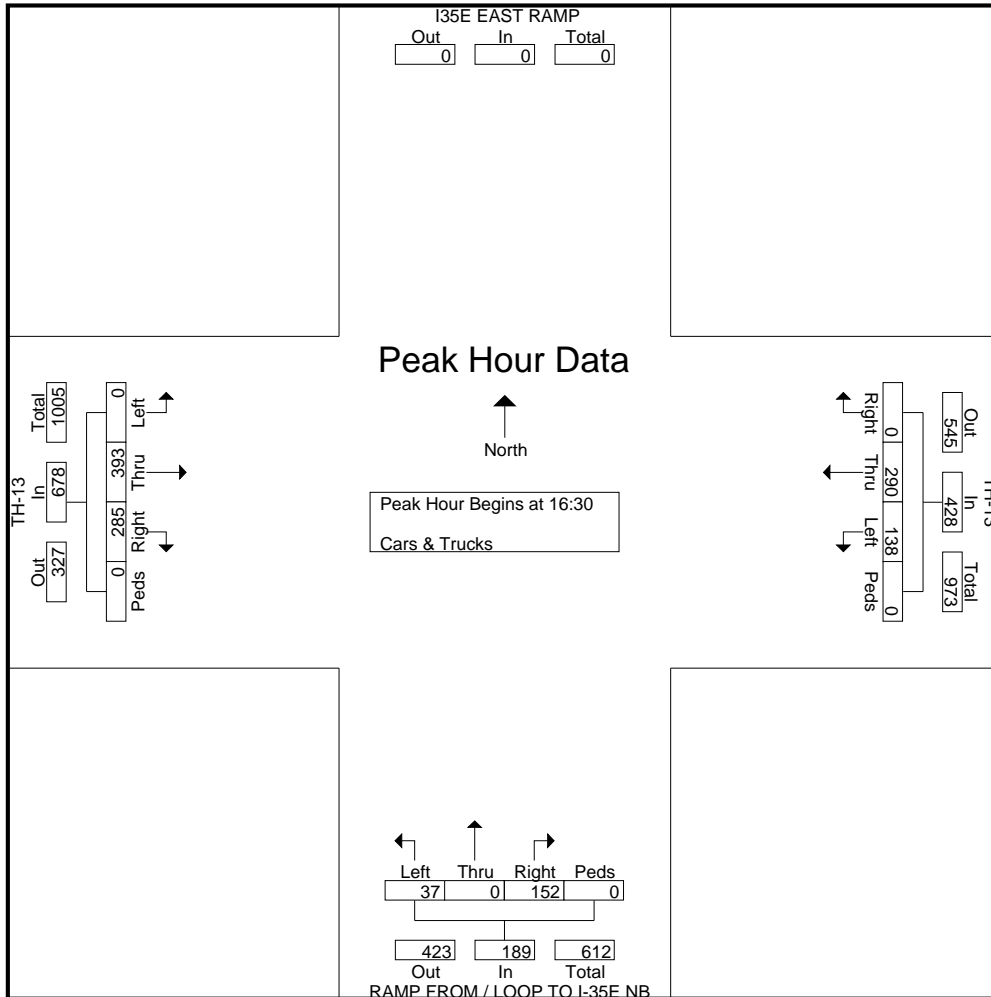 I35E EAST RAMP
Out In Total
0 0 0
Peak Hour Data
North
Peak Hour Begins at 16:30
Cars & Trucks
TH-13
Total In Out
1005 678 327
0 393 285 0
Left Thru Right Peds
Right Thru Left Peds
0 290 138 0
Out In Total
545 428 973
TH-13
Left Thru Right Peds
37 0 152 0
423 189 612
Out In Total
RAMP FROM / LOOP TO I-35E NB